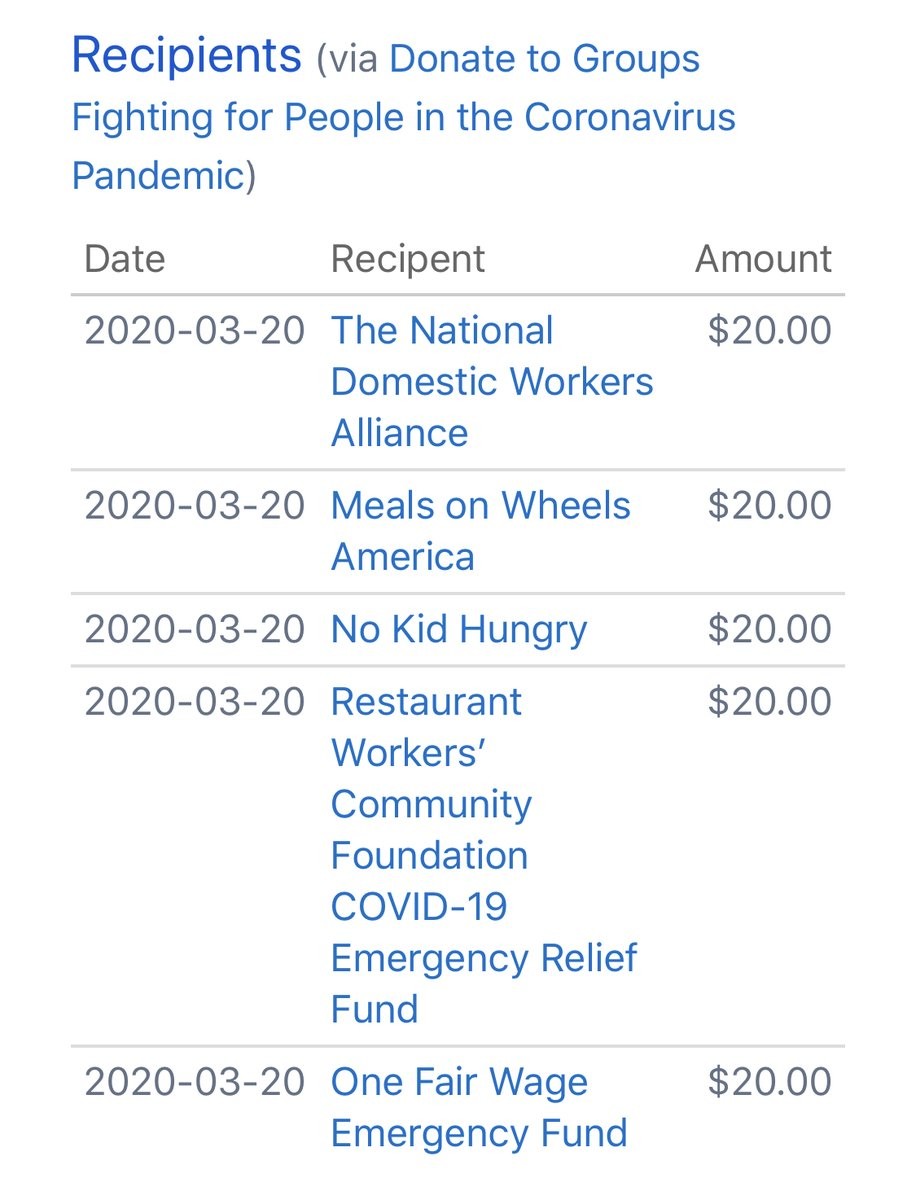 Recipients (via Donate to Groups
Fighting for People in the Coronavirus
Pandemic)
Date Recipent Amount
2020-03-20 The National $20.00
Domestic Workers
Alliance
2020-03-20 Meals on Wheels $20.00
America
2020-03-20 No Kid Hungry $20.00
2020-03-20 Restaurant $20.00
Workers’
Community
Foundation
COVID-19
Emergency Relief
Fund
2020-03-20 One Fair Wage $20.00
Emergency Fund